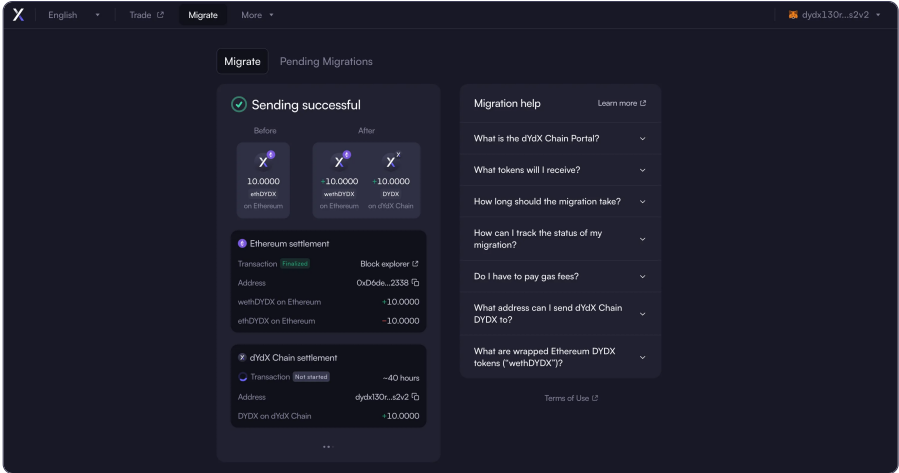 English
Trade
Migrate
More
dydx130r...s2v2
Migrate
Pending Migrations
Sending successful
Before
After
10.0000
ethDYDX
on Ethereum
+10.0000
wethDYDX
on Ethereum
+10.0000
DYDX
on dYdX Chain
Ethereum settlement
Transaction Finalized
Block explorer
Address
0xD6de...2338
wethDYDX on Ethereum
+10.0000
ethDYDX on Ethereum
−10.0000
dYdX Chain settlement
Transaction Not started
~40 hours
Address
dydx130r...s2v2
DYDX on dYdX Chain
+10.0000
Migration help
Learn more
What is the dYdX Chain Portal?
What tokens will I receive?
How long should the migration take?
How can I track the status of my
migration?
Do I have to pay gas fees?
What address can I send dYdX Chain
DYDX to?
What are wrapped Ethereum DYDX
tokens ("wethDYDX")?
Terms of Use